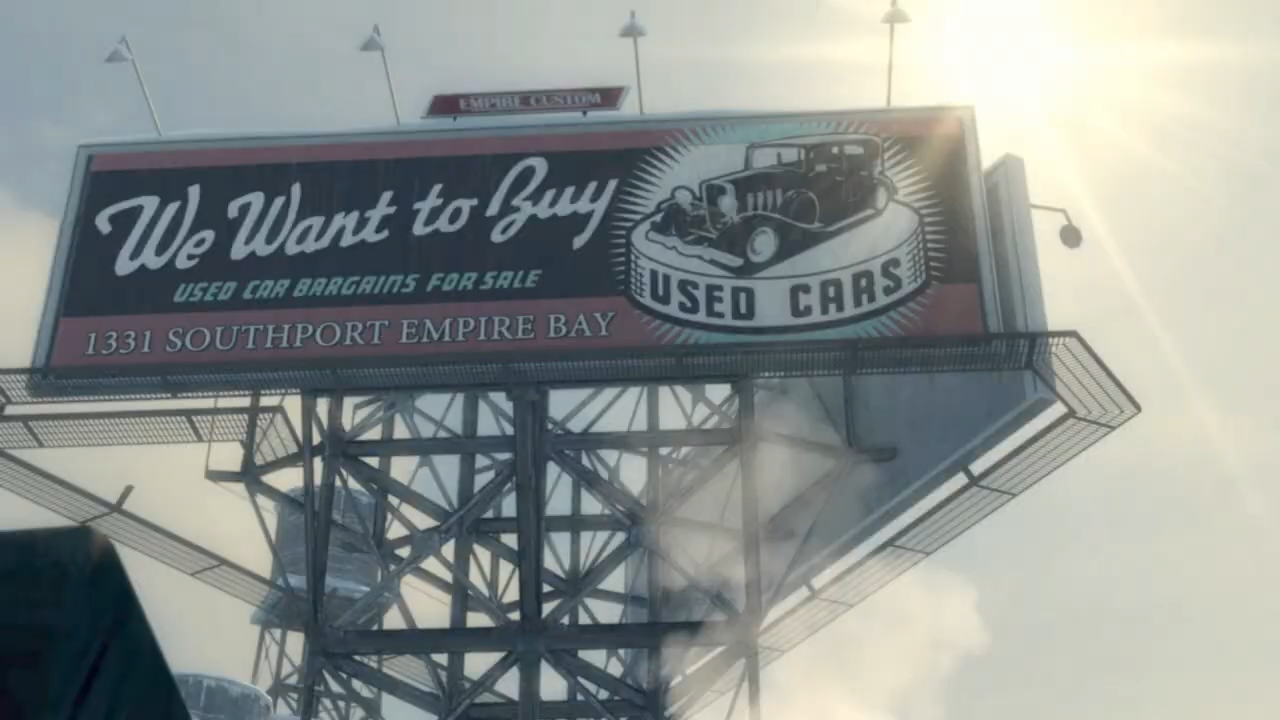 EMPIRE CUSTOM
We Want to Buy
USED CAR BARGAINS FOR SALE
1331 SOUTHPORT EMPIRE BAY
USED CARS